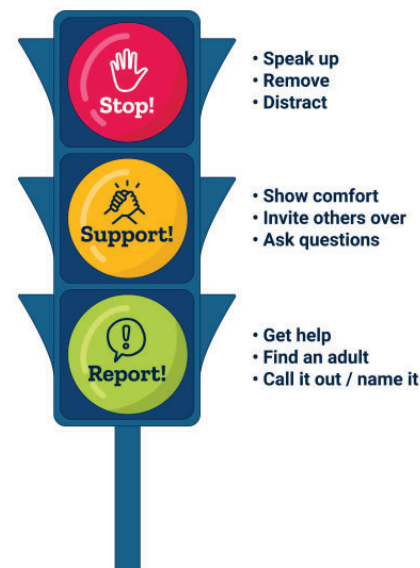 Stop!
• Speak up
• Remove
• Distract
Support!
• Show comfort
• Invite others over
• Ask questions
Report!
• Get help
• Find an adult
• Call it out / name it